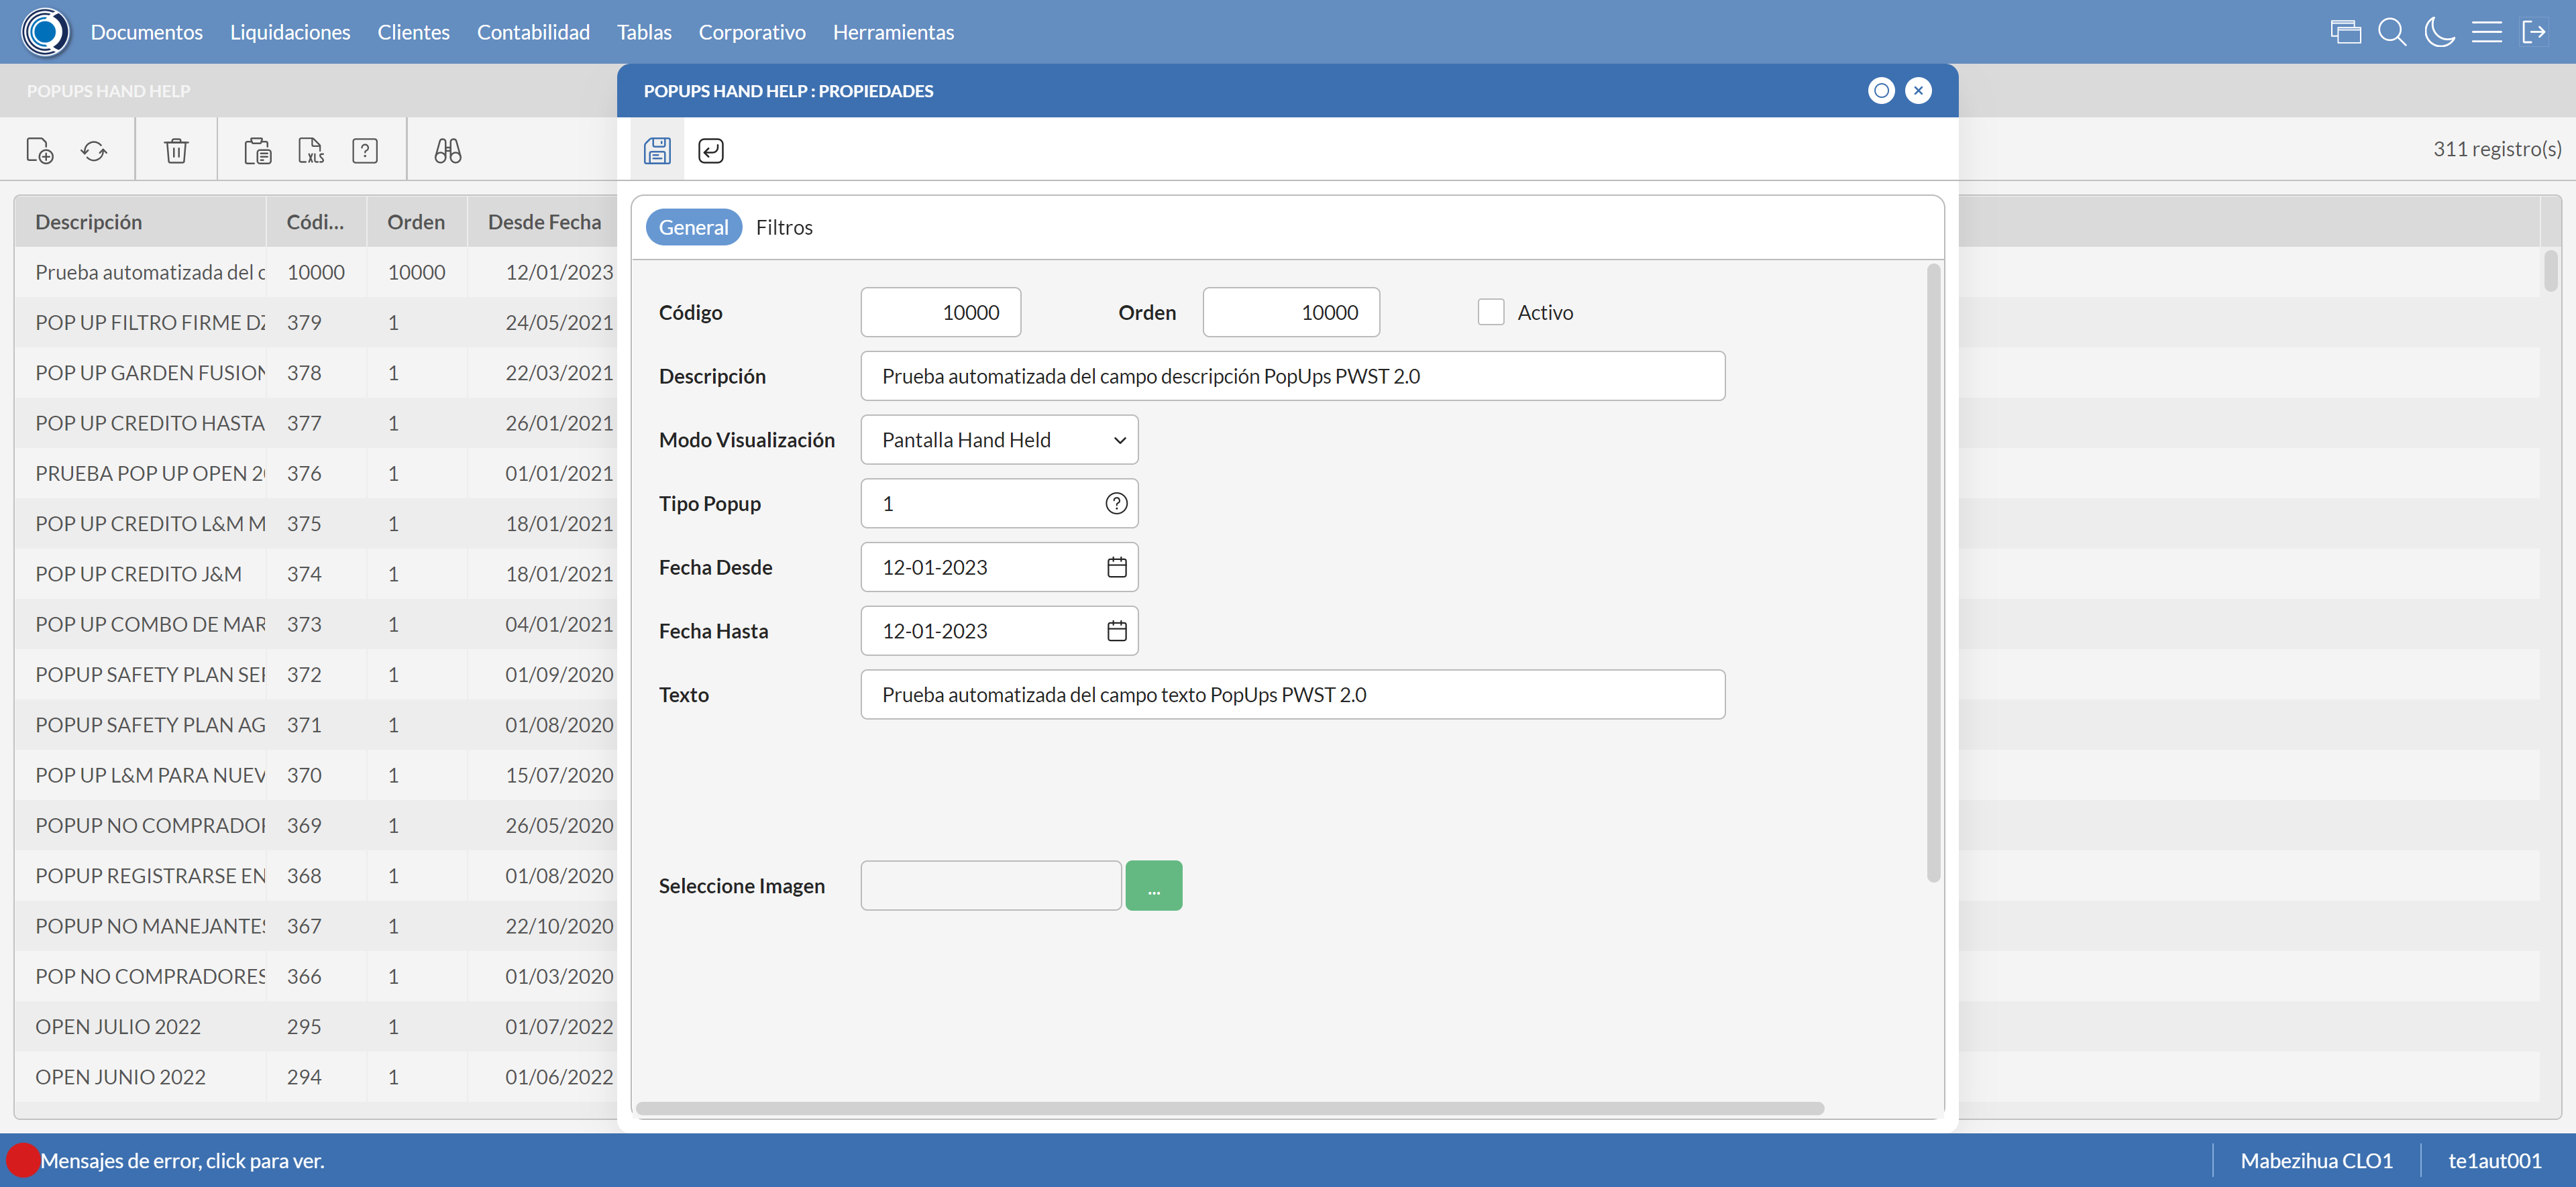 Documentos Liquidaciones Clientes Contabilidad Tablas Corporativo Herramientas
POPUPS HAND HELP
POPUPS HAND HELP : PROPIEDADES
XLS
311 registro(s)
Descripción Códi... Orden Desde Fecha
Prueba automatizada del c 10000 10000 12/01/2023
POP UP FILTRO FIRME DZ 379 1 24/05/2021
POP UP GARDEN FUSION 378 1 22/03/2021
POP UP CREDITO HASTA 377 1 26/01/2021
PRUEBA POP UP OPEN 2 376 1 01/01/2021
POP UP CREDITO L&M M 375 1 18/01/2021
POP UP CREDITO J&M 374 1 18/01/2021
POP UP COMBO DE MAR 373 1 04/01/2021
POPUP SAFETY PLAN SEF 372 1 01/09/2020
POPUP SAFETY PLAN AG 371 1 01/08/2020
POP UP L&M PARA NUEV 370 1 15/07/2020
POPUP NO COMPRADOF 369 1 26/05/2020
POPUP REGISTRARSE EN 368 1 01/08/2020
POPUP NO MANEJANTES 367 1 22/10/2020
POP NO COMPRADORES 366 1 01/03/2020
OPEN JULIO 2022 295 1 01/07/2022
OPEN JUNIO 2022 294 1 01/06/2022
General Filtros
Código 10000 Orden 10000 Activo
Descripción Prueba automatizada del campo descripción PopUps PWST 2.0
Modo Visualización Pantalla Hand Held
Tipo Popup 1
Fecha Desde 12-01-2023
Fecha Hasta 12-01-2023
Texto Prueba automatizada del campo texto PopUps PWST 2.0
Seleccione Imagen ...
Mensajes de error, click para ver.
Mabezihua CLO1 te1aut001